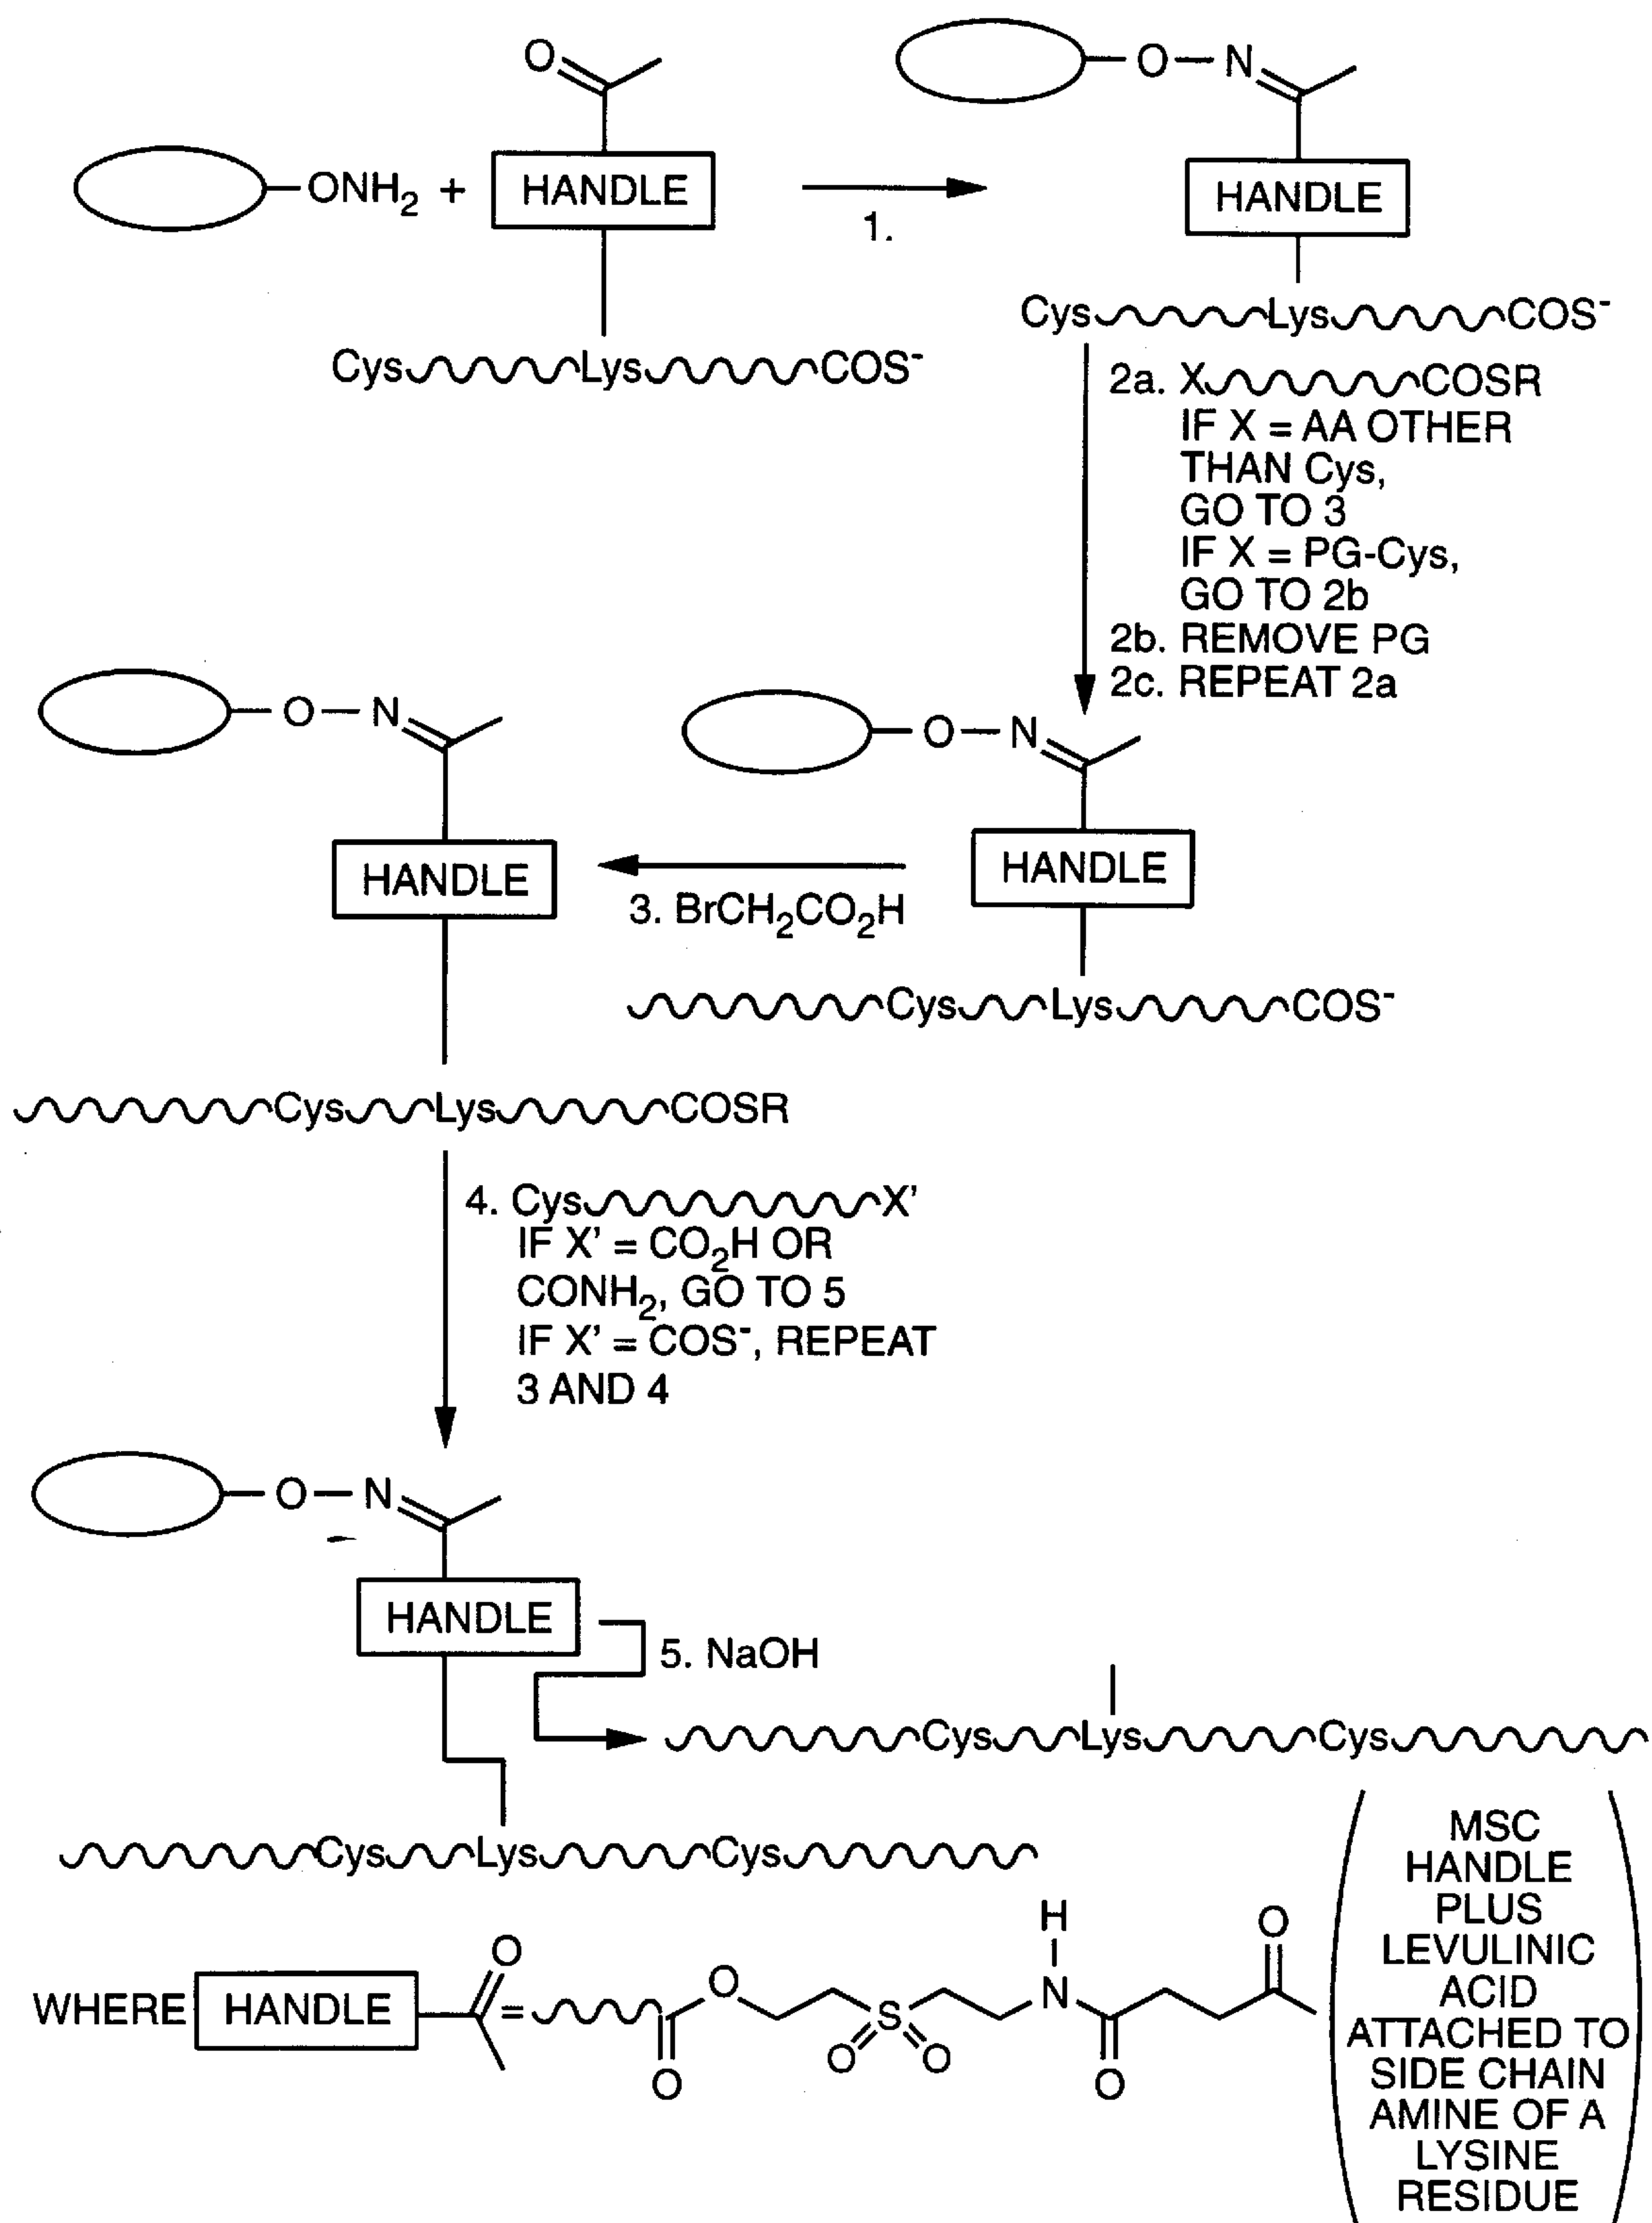 O
O—N
ONH₂ + HANDLE
1.
HANDLE
Cys Lys COS⁻
Cys Lys COS⁻
2a. X COSR
IF X = AA OTHER
THAN Cys,
GO TO 3
IF X = PG-Cys,
GO TO 2b
2b. REMOVE PG
2c. REPEAT 2a
O—N
O—N
HANDLE
HANDLE
3. BrCH₂CO₂H
Cys Lys COS⁻
Cys Lys COSR
4. Cys X'
IF X' = CO₂H OR
CONH₂, GO TO 5
IF X' = COS⁻, REPEAT
3 AND 4
O—N
HANDLE
5. NaOH
Cys Lys Cys
Cys Lys Cys
WHERE HANDLE O = O O S O O H N O O
MSC
HANDLE
PLUS
LEVULINIC
ACID
ATTACHED TO
SIDE CHAIN
AMINE OF A
LYSINE
RESIDUE